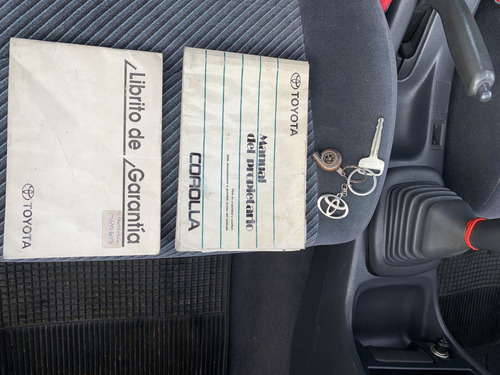 Librito de Garantía
TOYOTA
TOYOTA
Manual
del propietario
COROLLA